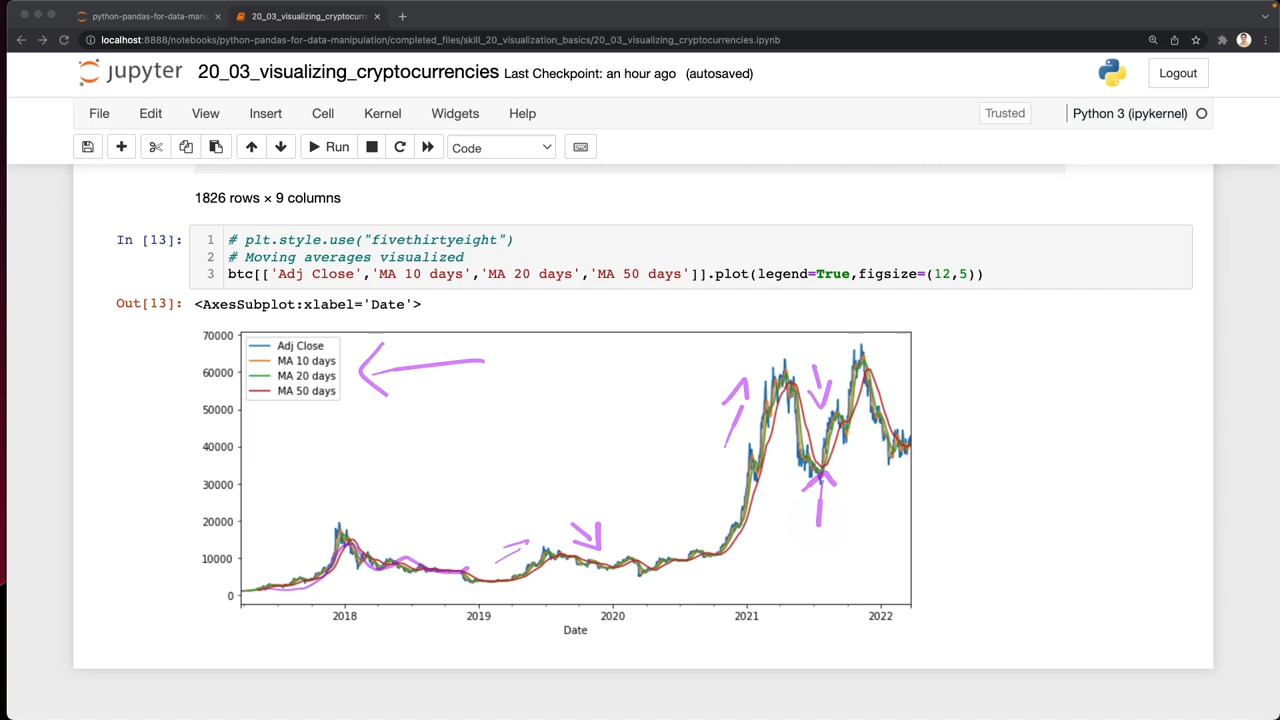 python-pandas-for-data-mani
20_03_visualizing_cryptocurr
localhost:8888/notebooks/python-pandas-for-data-manipulation/completed_files/skill_20_visualization_basics/20_03_visualizing_cryptocurrencies.ipynb
jupyter 20_03_visualizing_cryptocurrencies Last Checkpoint: an hour ago (autosaved)
Logout
File Edit View Insert Cell Kernel Widgets Help
Trusted
Python 3 (ipykernel)
Run
Code
1826 rows × 9 columns
In [13]:
1 # plt.style.use("fivethirtyeight")
2 # Moving averages visualized
3 btc[['Adj Close','MA 10 days','MA 20 days','MA 50 days']].plot(legend=True,figsize=(12,5))
Out[13]: <AxesSubplot:xlabel='Date'>
70000
60000
50000
40000
30000
20000
10000
0
Adj Close
MA 10 days
MA 20 days
MA 50 days
2018 2019 2020 2021 2022
Date